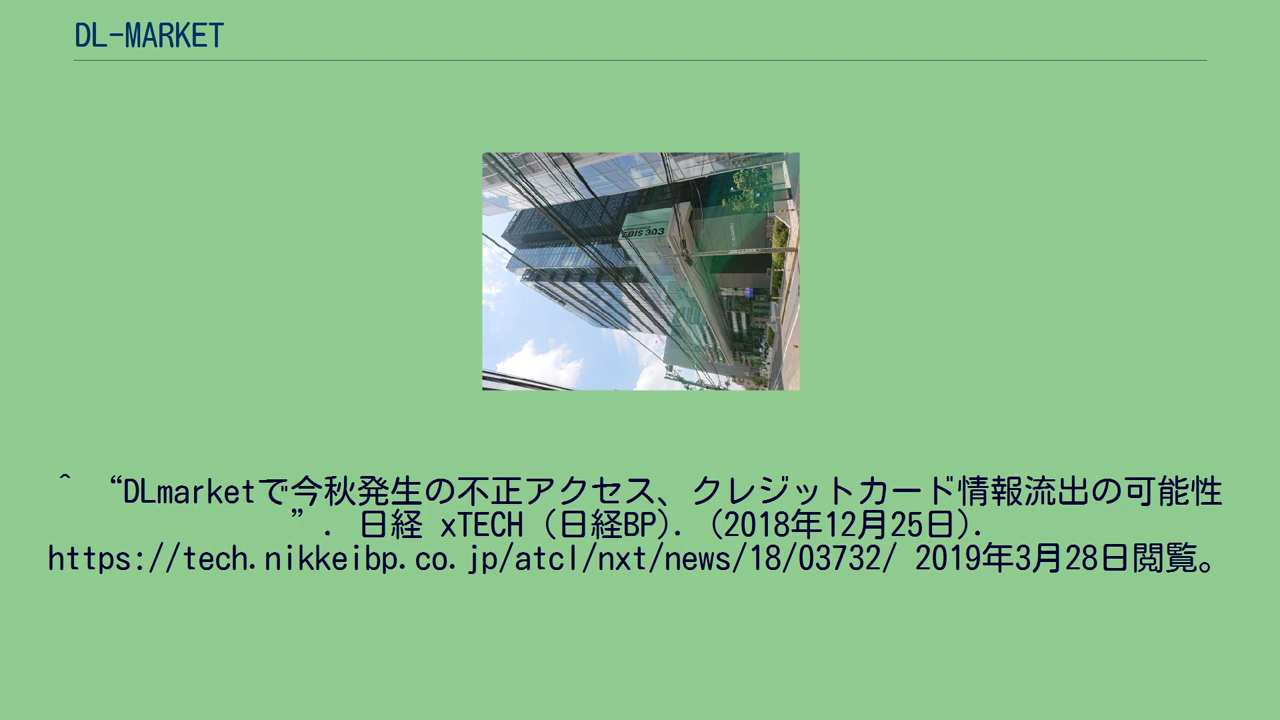 DL-MARKET
EBIS 303
^ “DLmarketで今秋発生の不正アクセス、クレジットカード情報流出の可能性
”. 日経 xTECH (日経BP). (2018年12月25日).
https://tech.nikkeibp.co.jp/atcl/nxt/news/18/03732/ 2019年3月28日閲覧。